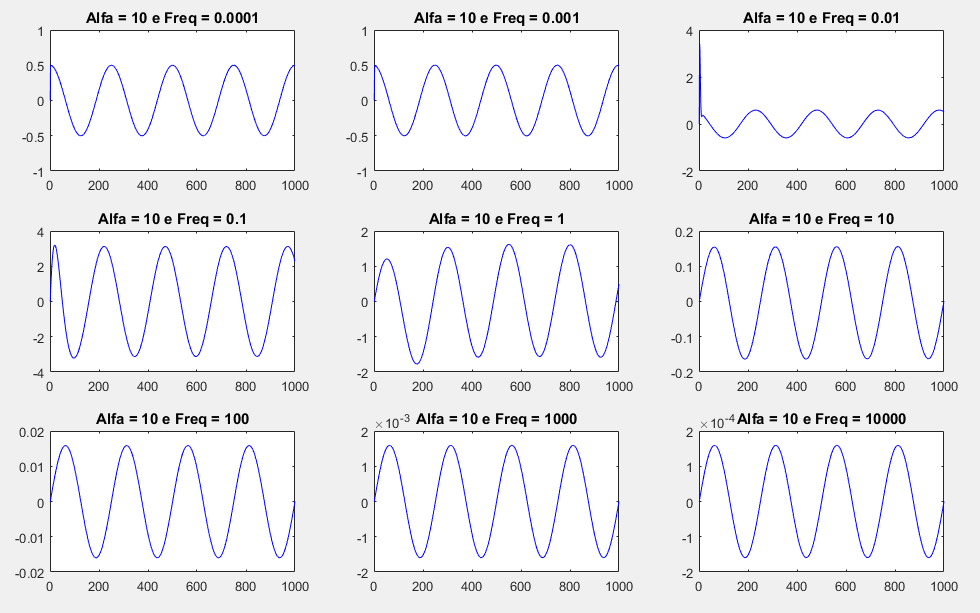 Alfa = 10 e Freq = 0.0001
1
0.5
0
-0.5
-1
0 200 400 600 800 1000
Alfa = 10 e Freq = 0.001
1
0.5
0
-0.5
-1
0 200 400 600 800 1000
Alfa = 10 e Freq = 0.01
4
2
0
-2
0 200 400 600 800 1000
Alfa = 10 e Freq = 0.1
4
2
0
-2
-4
0 200 400 600 800 1000
Alfa = 10 e Freq = 1
2
1
0
-1
-2
0 200 400 600 800 1000
Alfa = 10 e Freq = 10
0.2
0.1
0
-0.1
-0.2
0 200 400 600 800 1000
Alfa = 10 e Freq = 100
0.02
0.01
0
-0.01
-0.02
0 200 400 600 800 1000
×10-3 Alfa = 10 e Freq = 1000
2
1
0
-1
-2
0 200 400 600 800 1000
×10-4 Alfa = 10 e Freq = 10000
2
1
0
-1
-2
0 200 400 600 800 1000